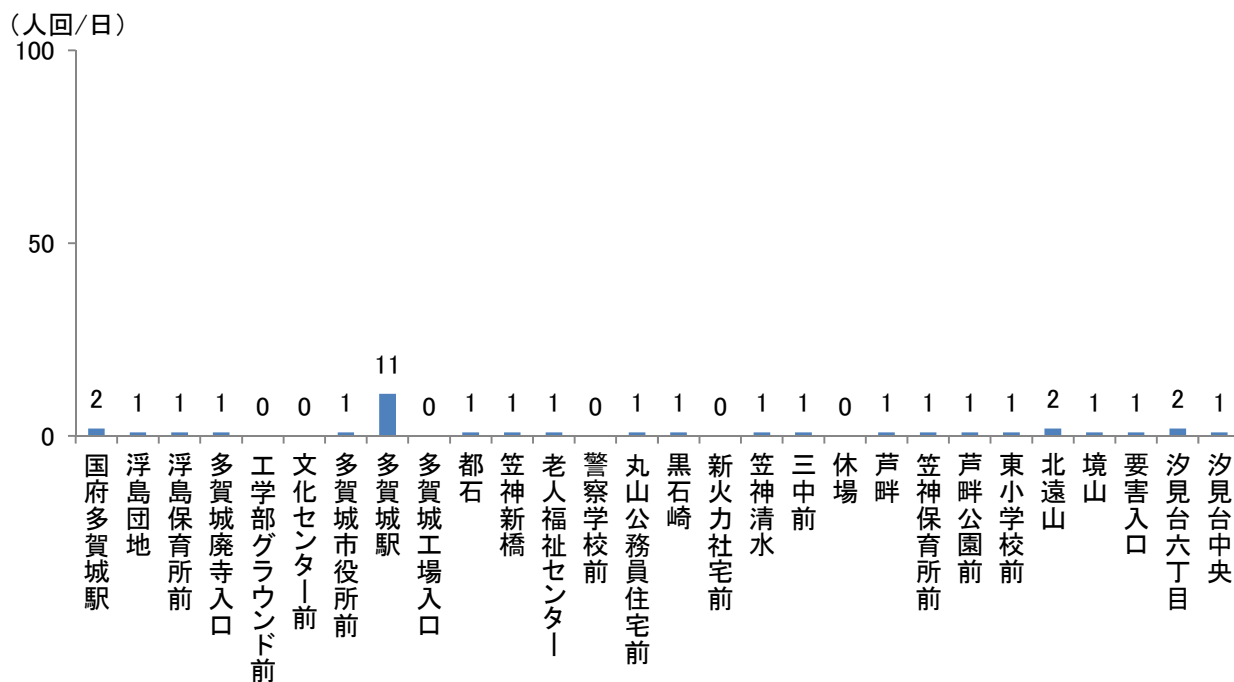 （人回/日）
100
50
0
2
1
1
1
0
0
1
11
0
1
1
1
0
1
1
0
1
1
0
1
1
1
1
2
1
1
2
1
国府多賀城駅
浮島団地
浮島保育所前
多賀城廃寺入口
工学部グラウンド前
文化センター前
多賀城市役所前
多賀城駅
多賀城工場入口
都石
笠神新橋
老人福祉センター
警察学校前
丸山公務員住宅前
黒石崎
新火力社宅前
笠神清水
三中前
休場
芦畔
笠神保育所前
芦畔公園前
東小学校前
北遠山
境山
要害入口
汐見台六丁目
汐見台中央